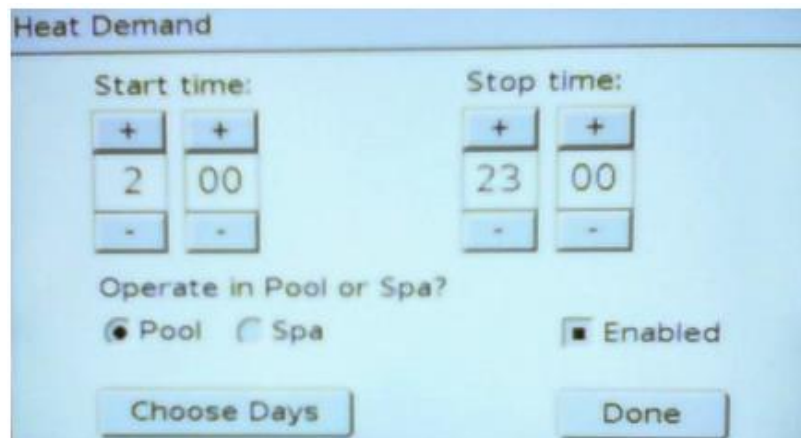 Heat Demand
Start time: Stop time:
+ + + +
2 00 23 00
- - - -
Operate in Pool or Spa?
Pool Spa Enabled
Choose Days Done